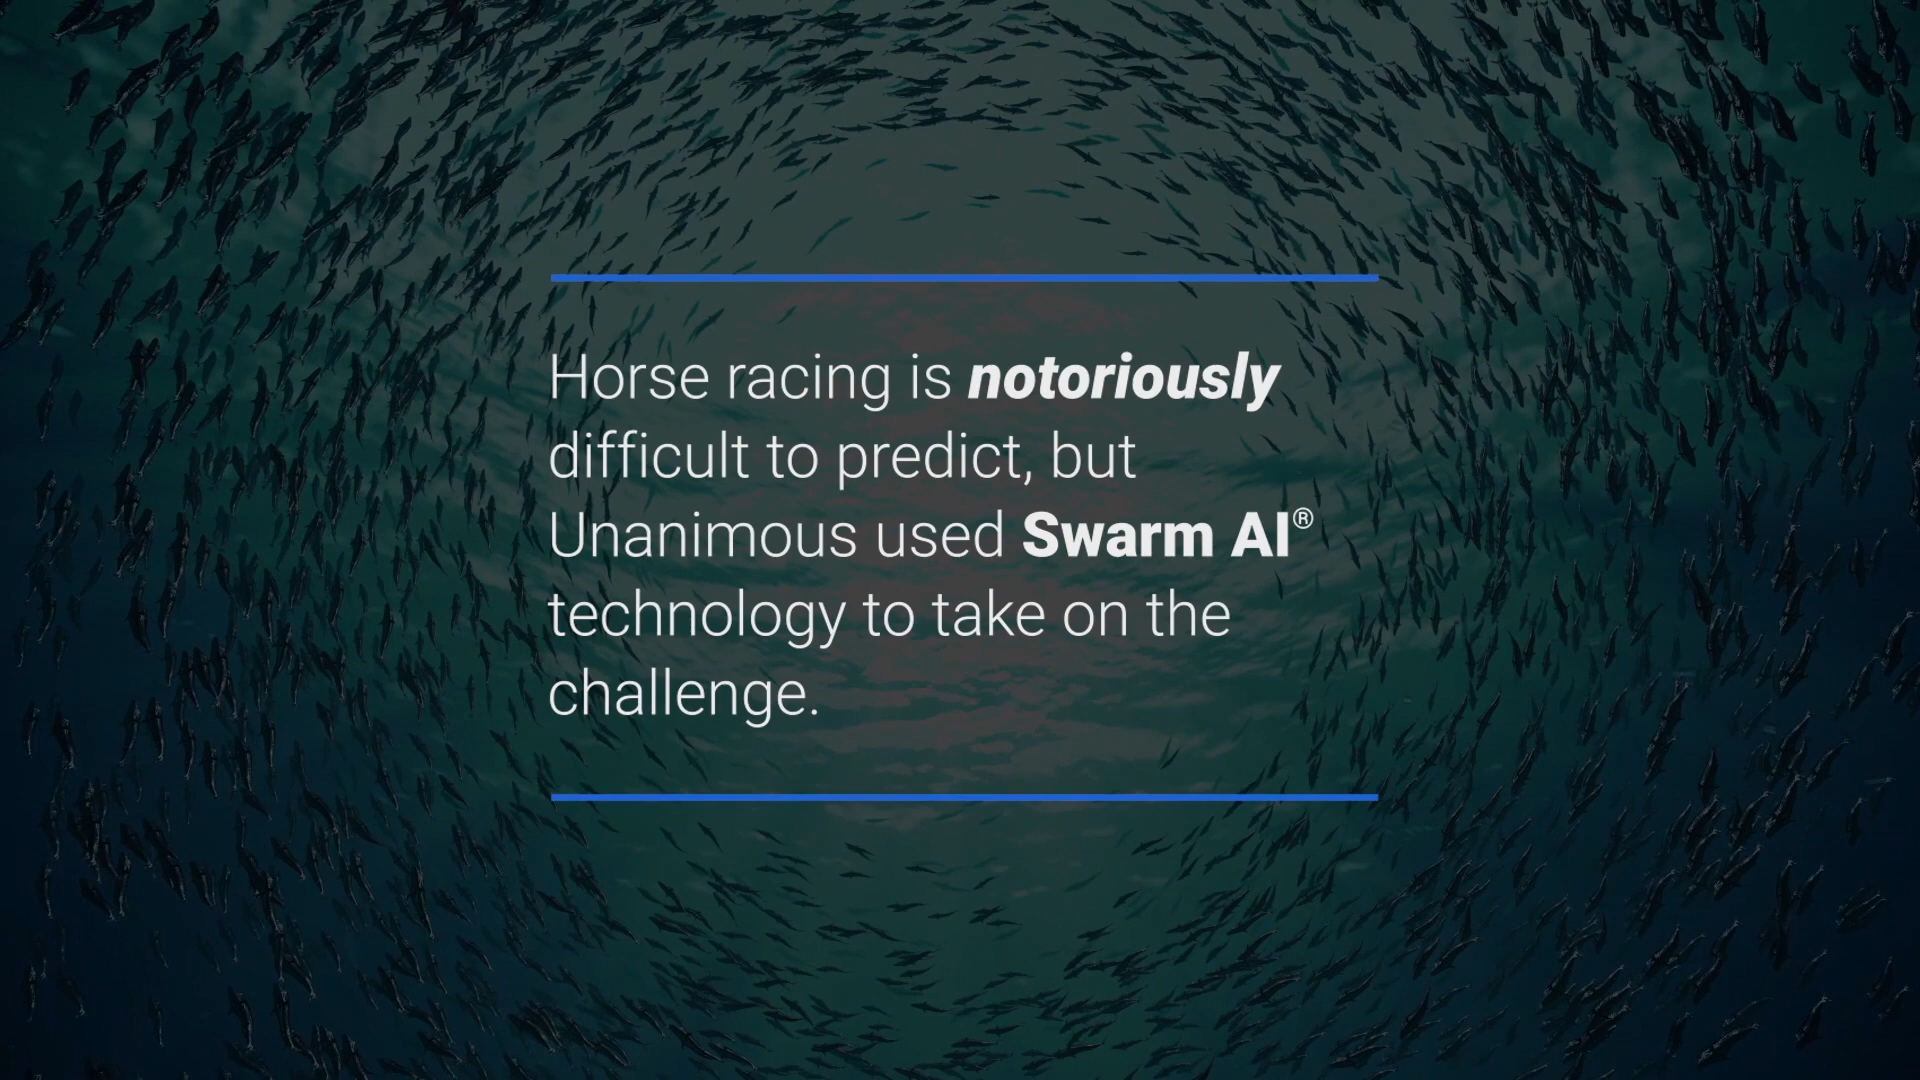 Horse racing is notoriously
difficult to predict, but
Unanimous used Swarm AI®
technology to take on the
challenge.